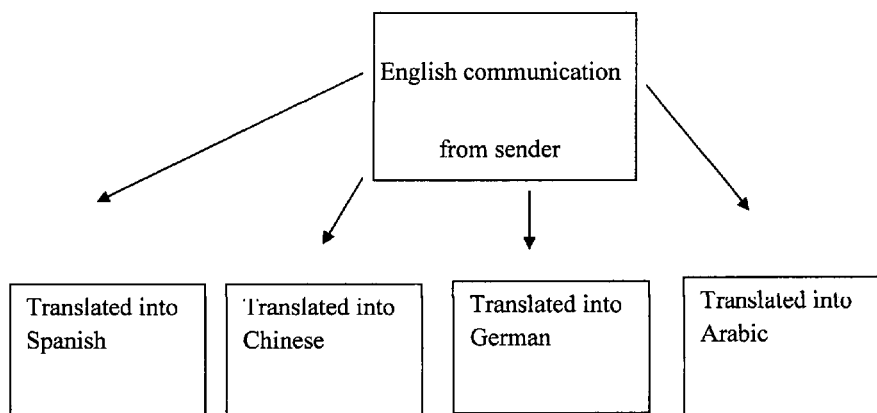 English communication
from sender
Translated into
Spanish
Translated into
Chinese
Translated into
German
Translated into
Arabic